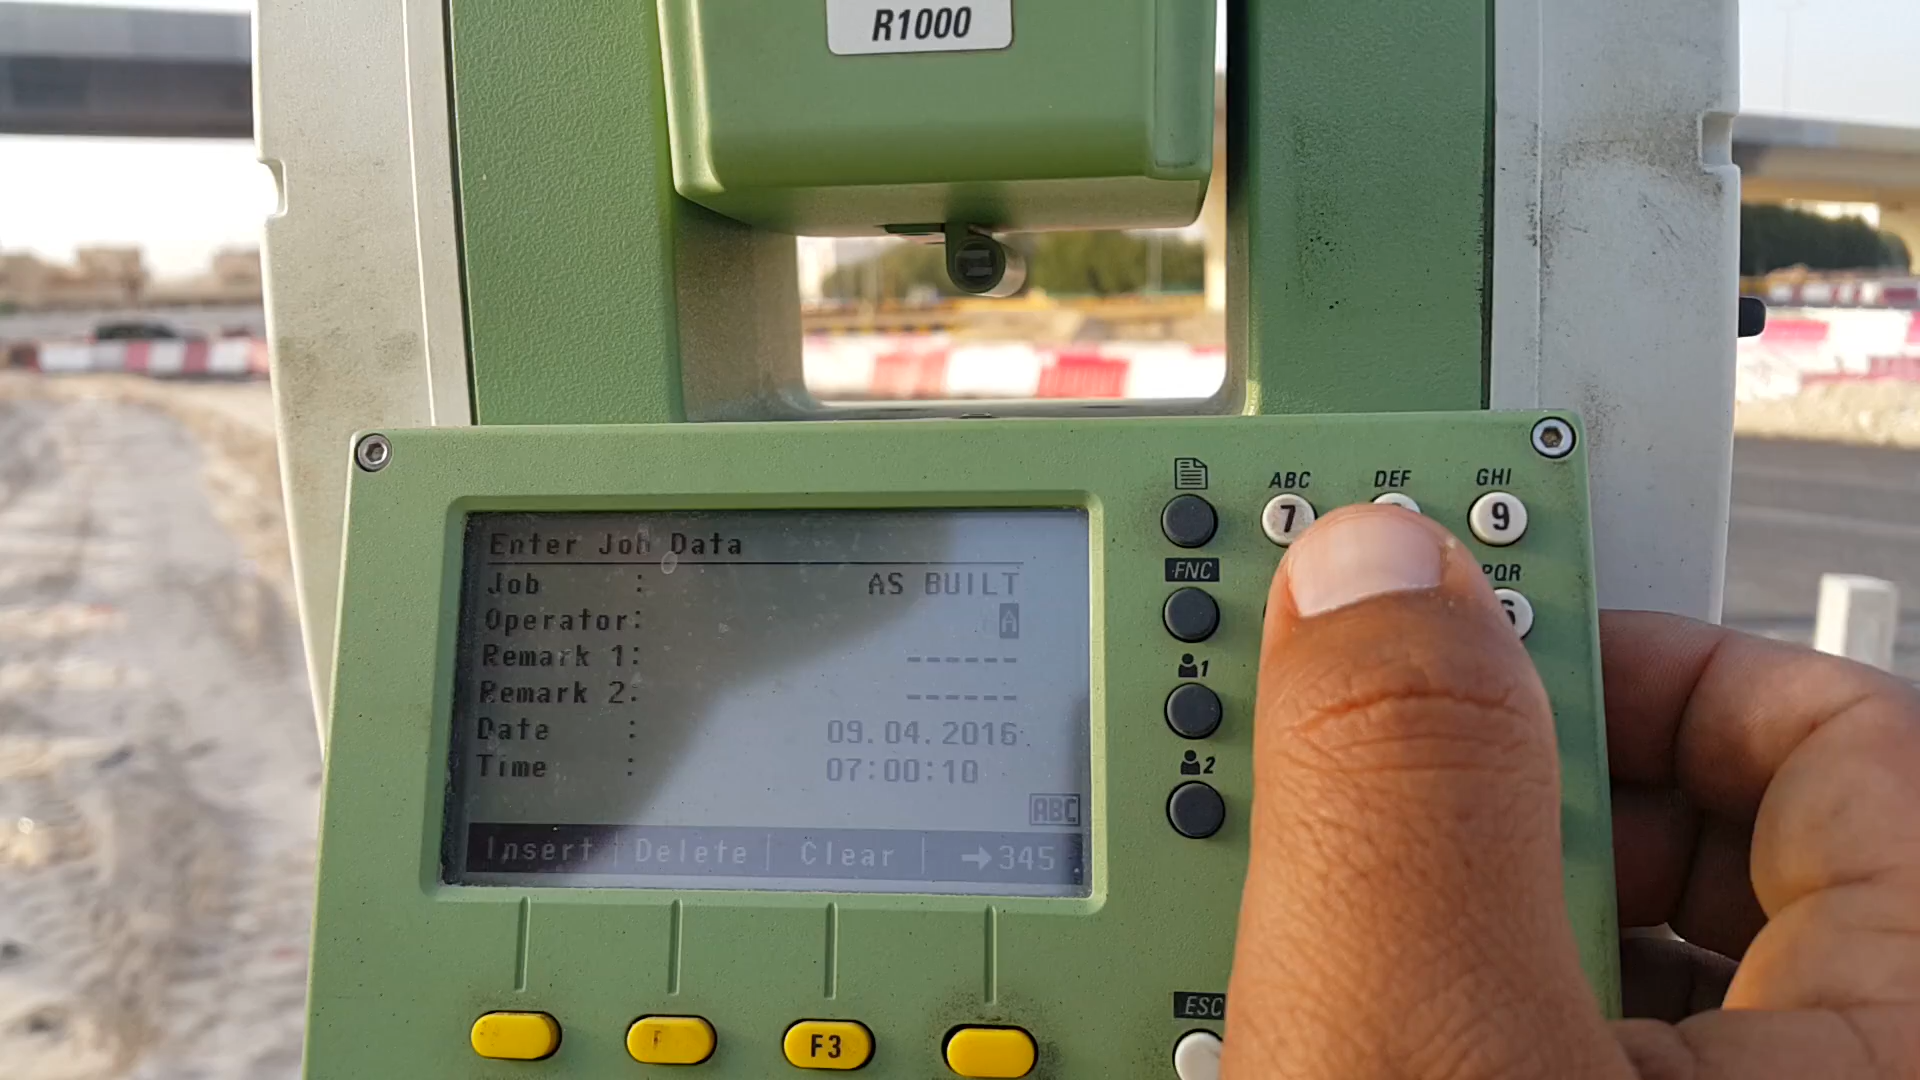 R1000
ABC DEF GHI
7 9
FNC
PQR
6
1
2
ESC
Enter Job Data
Job : AS BUILT
Operator: A
Remark 1: ------
Remark 2: ------
Date : 09.04.2016
Time : 07:00:10
ABC
Insert | Delete | Clear | →345
F F3